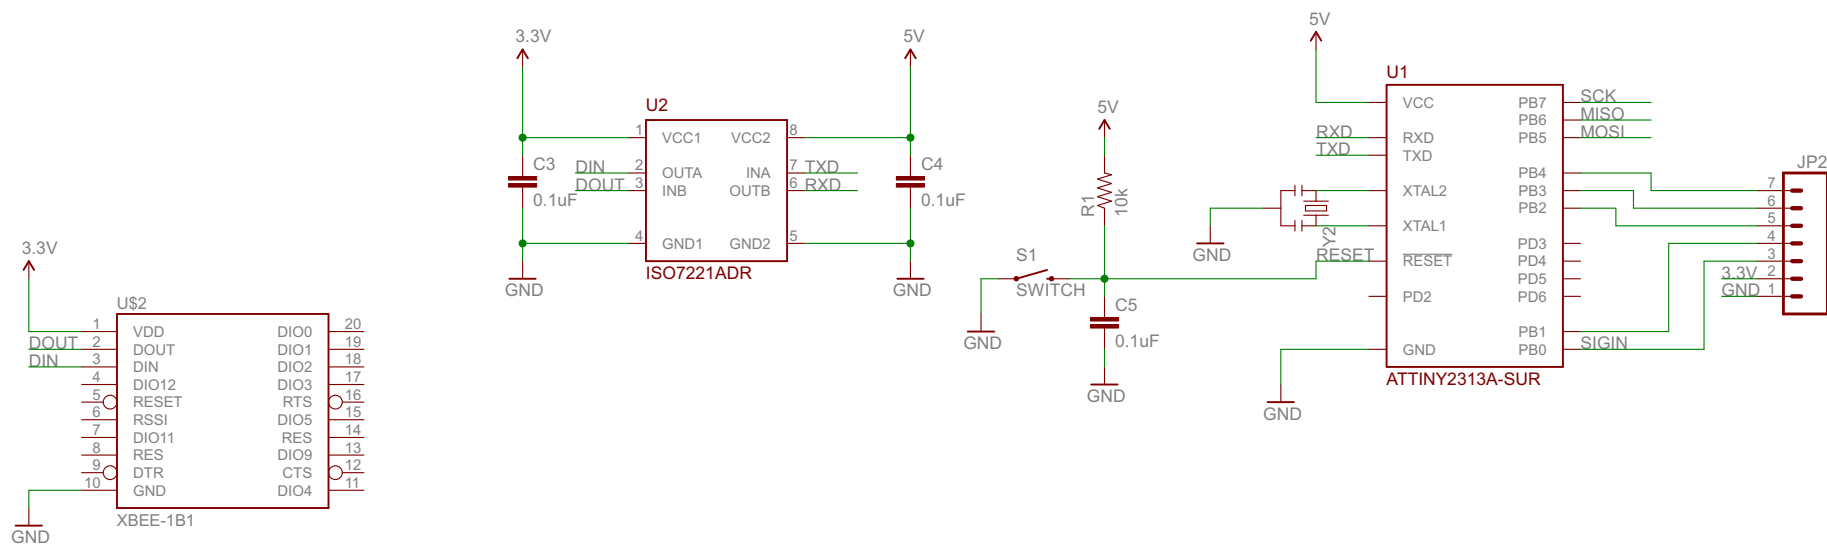 3.3V
U$2
1 VDD DIO0 20
DOUT 2 DOUT DIO1 19
DIN 3 DIN DIO2 18
4 DIO12 DIO3 17
5 RESET RTS 16
6 RSSI DIO5 15
7 DIO11 RES 14
8 RES DIO9 13
9 DTR CTS 12
10 GND DIO4 11
XBEE-1B1
GND
3.3V
5V
U2
1 VCC1 VCC2 8
C3
0.1uF
DIN 2 OUTA INA 7 TXD
DOUT 3 INB OUTB 6 RXD
C4
0.1uF
4 GND1 GND2 5
ISO7221ADR
GND
GND
5V
R1
10k
S1
SWITCH
GND
C5
0.1uF
GND
5V
U1
VCC PB7 SCK
PB6 MISO
RXD RXD PB5 MOSI
TXD TXD
PB4
XTAL2 PB3
PB2
XTAL1
Y2
GND
PD3
RESET RESET PD4
PD5
PD2 PD6
PB1
GND PB0 SIGIN
ATTINY2313A-SUR
GND
JP2
7
6
5
4
3
3.3V 2
GND 1